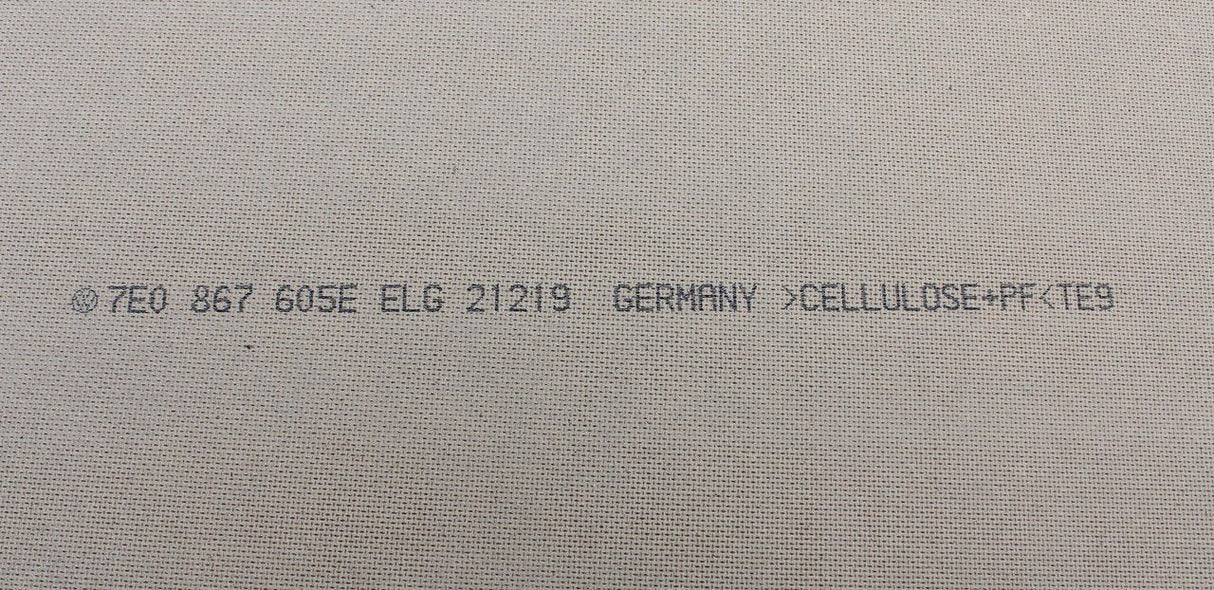 7E0 867 605E ELG 21219 GERMANY >CELLULOSE+PF<TE9